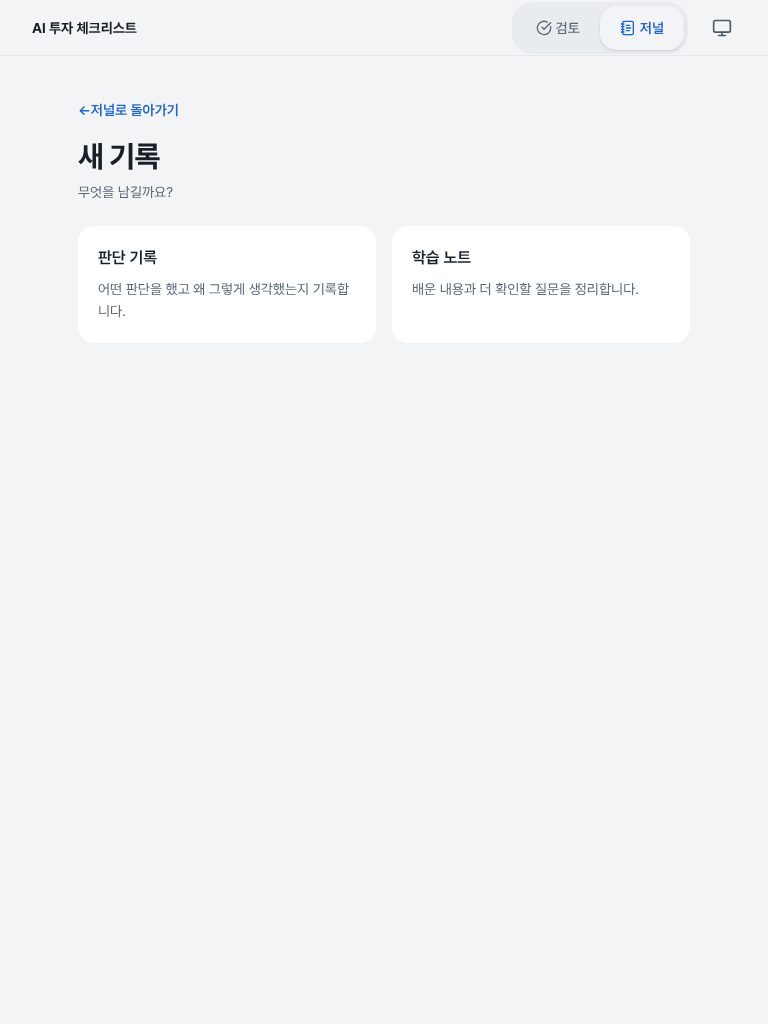 AI 투자 체크리스트
검토
저널
←저널로 돌아가기
새 기록
무엇을 남길까요?
판단 기록
어떤 판단을 했고 왜 그렇게 생각했는지 기록합
니다.
학습 노트
배운 내용과 더 확인할 질문을 정리합니다.